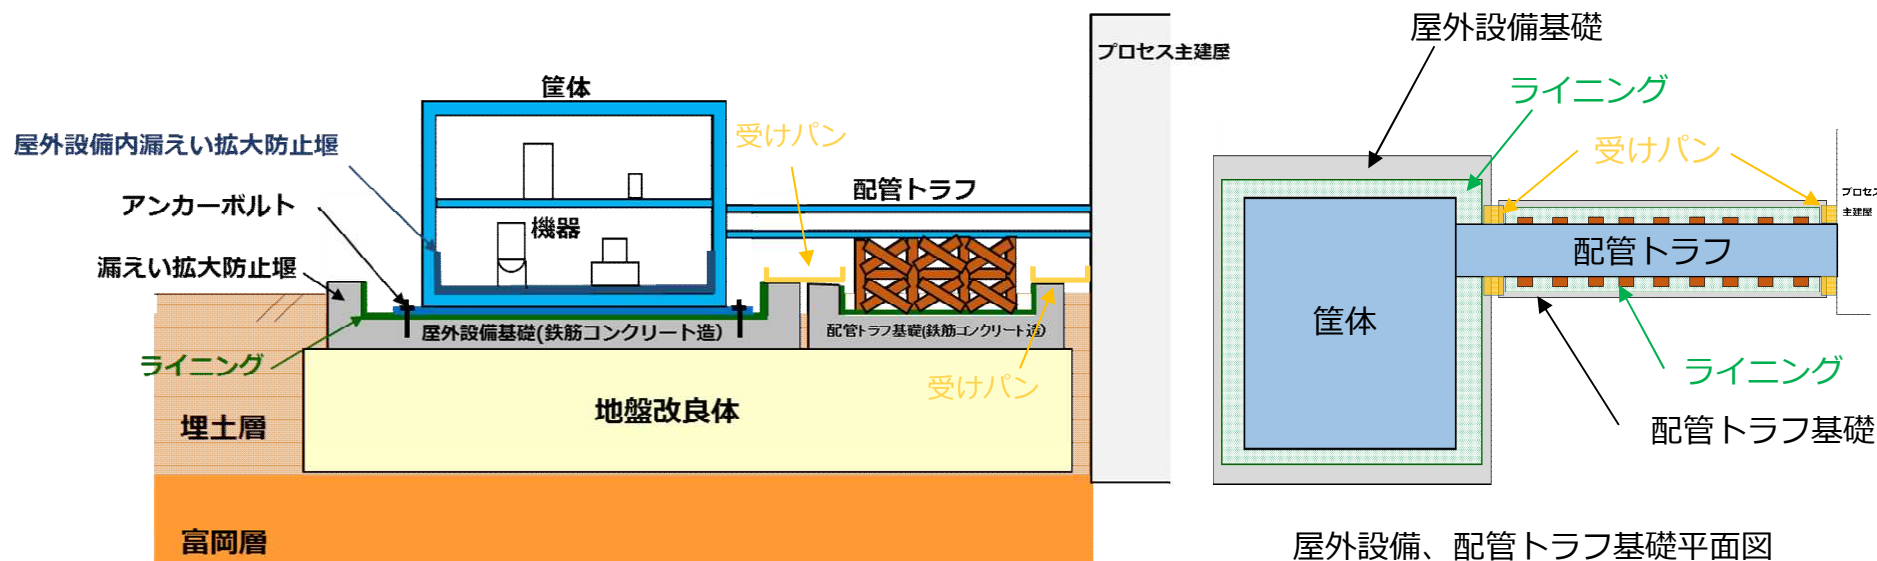 プロセス主建屋
筐体
屋外設備内漏えい拡大防止堰
受けパン
アンカーボルト
配管トラフ
機器
漏えい拡大防止堰
屋外設備基礎(鉄筋コンクリート造)
配管トラフ基礎(鉄筋コンクリート造)
ライニング
受けパン
地盤改良体
埋土層
富岡層
屋外設備基礎
ライニング
受けパン
プロセス
主建屋
配管トラフ
筐体
ライニング
配管トラフ基礎
屋外設備、配管トラフ基礎平面図